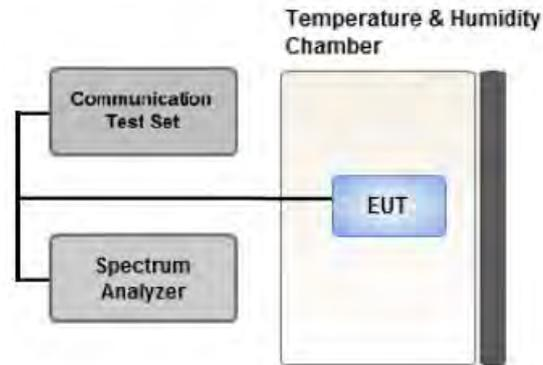 Temperature & Humidity
Chamber
Communication
Test Set
EUT
Spectrum
Analyzer